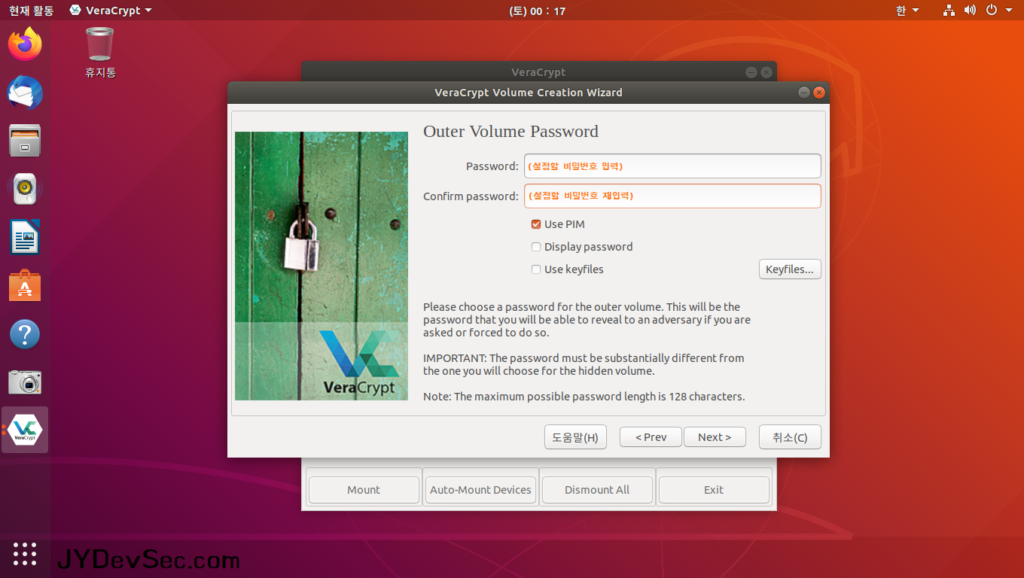 현재 활동
VeraCrypt
(토) 00 : 17
한
휴지통
VeraCrypt
VeraCrypt Volume Creation Wizard
Outer Volume Password
Password: (설정할 비밀번호 입력)
Confirm password: (설정할 비밀번호 재입력)
Use PIM
Display password
Use keyfiles
Keyfiles...
Please choose a password for the outer volume. This will be the
password that you will be able to reveal to an adversary if you are
asked or forced to do so.
IMPORTANT: The password must be substantially different from
the one you will choose for the hidden volume.
Note: The maximum possible password length is 128 characters.
VeraCrypt
도움말(H)
< Prev
Next >
취소(C)
Mount
Auto-Mount Devices
Dismount All
Exit
VeraCrypt
JYDevSec.com